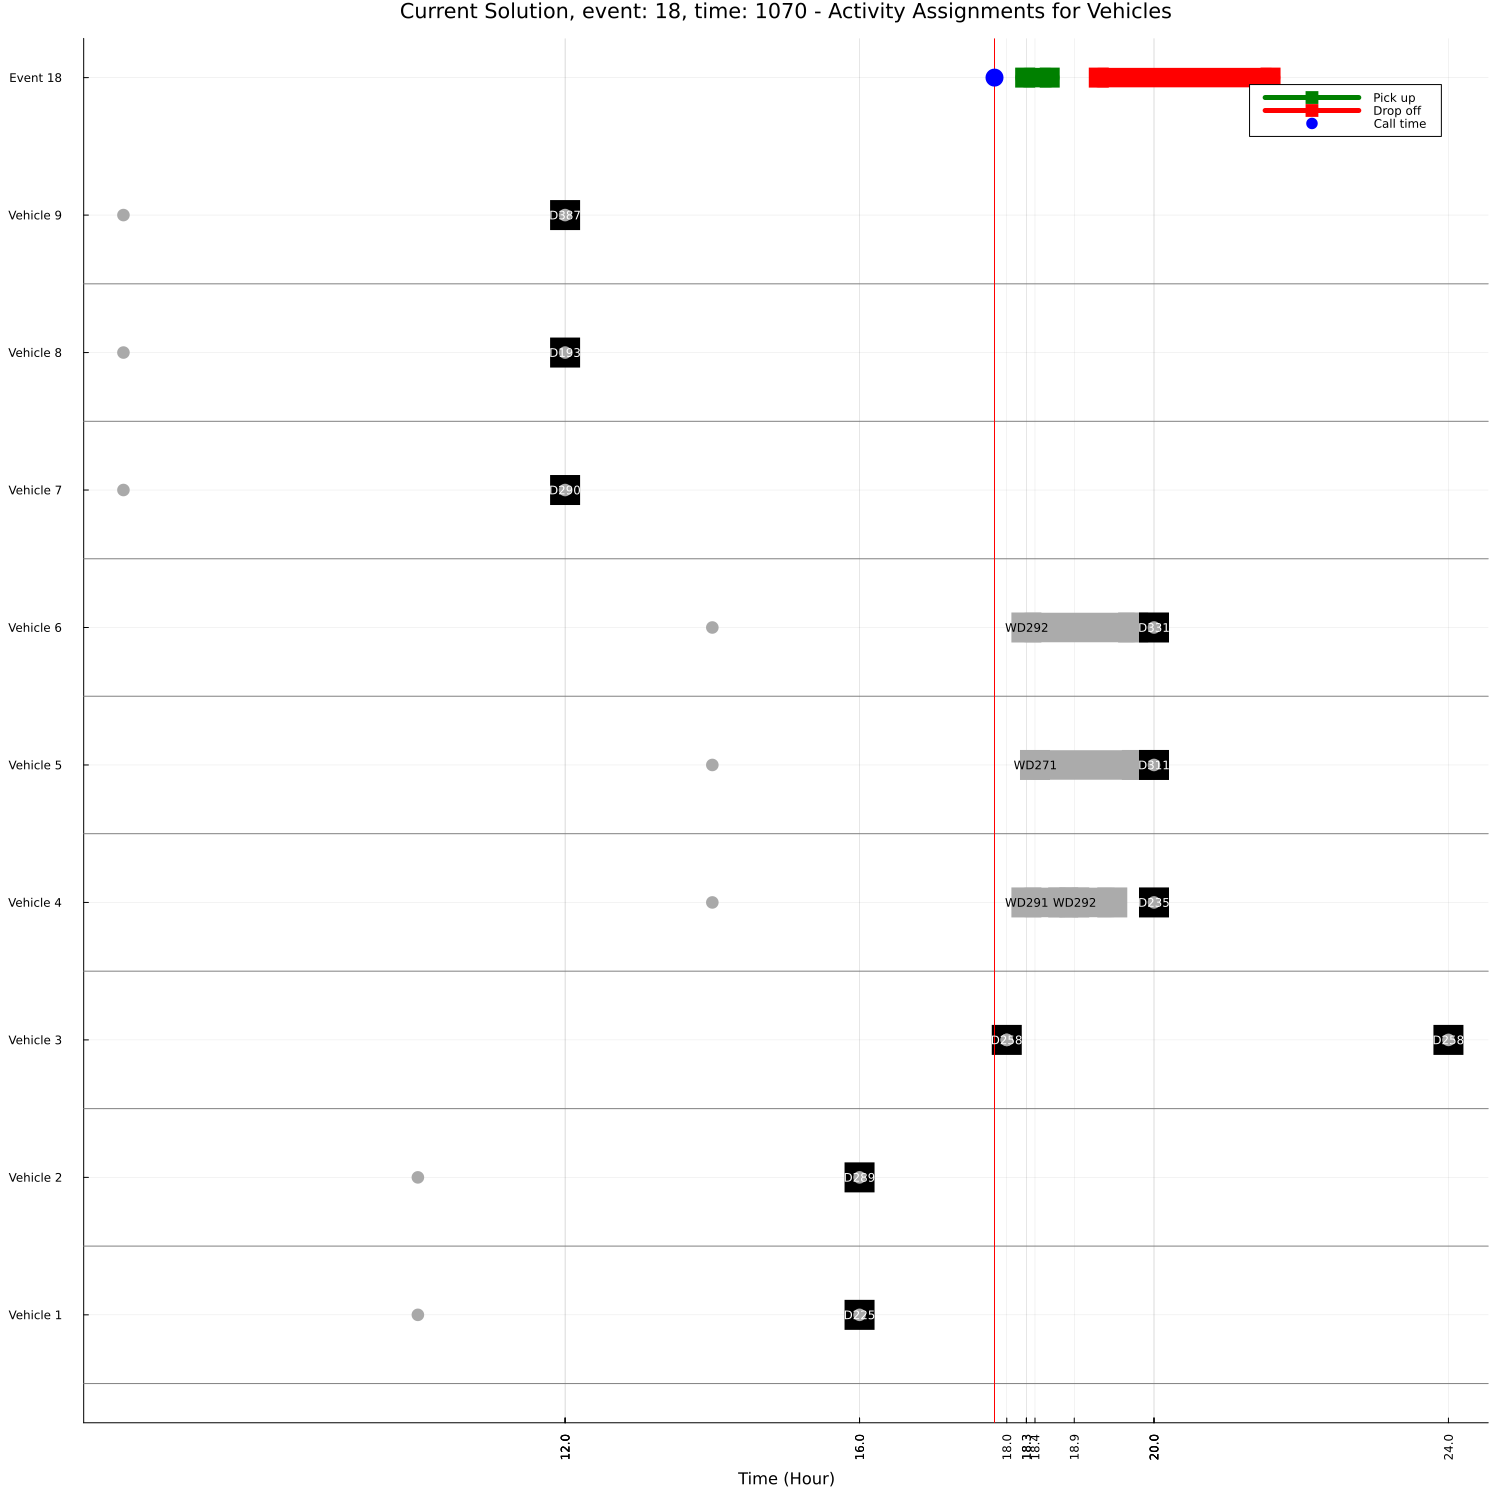 Current Solution, event: 18, time: 1070 - Activity Assignments for Vehicles
Event 18
Pick up
Drop off
Call time
Vehicle 9
D387
Vehicle 8
D193
Vehicle 7
D290
Vehicle 6
WD292
D331
Vehicle 5
WD271
D311
Vehicle 4
WD291
WD292
D235
Vehicle 3
D258
D258
Vehicle 2
D289
Vehicle 1
D225
12.0
16.0
18.0
18.3
18.4
18.9
20.0
24.0
Time (Hour)